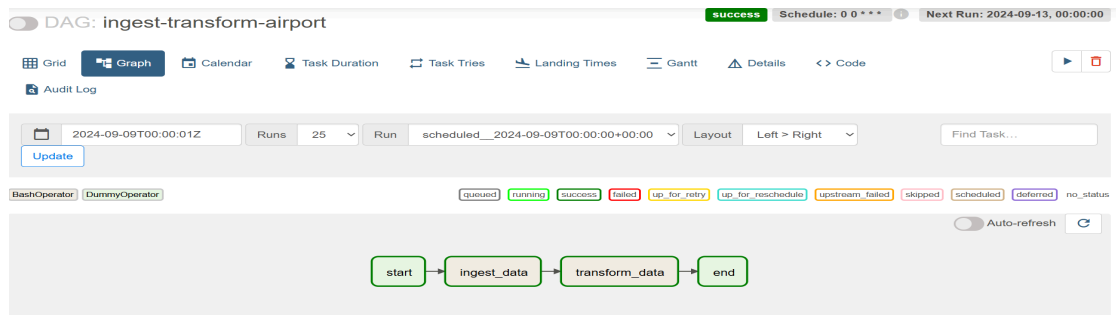 DAG: ingest-transform-airport success Schedule: 0 0 * * * i Next Run: 2024-09-13, 00:00:00
Grid Graph Calendar Task Duration Task Tries Landing Times Gantt Details <> Code
Audit Log
2024-09-09T00:00:01Z Runs 25 Run scheduled__2024-09-09T00:00:00+00:00 Layout Left > Right Find Task...
Update
BashOperator DummyOperator queued running success failed up_for_retry up_for_reschedule upstream_failed skipped scheduled deferred no_status
Auto-refresh
start ingest_data transform_data end